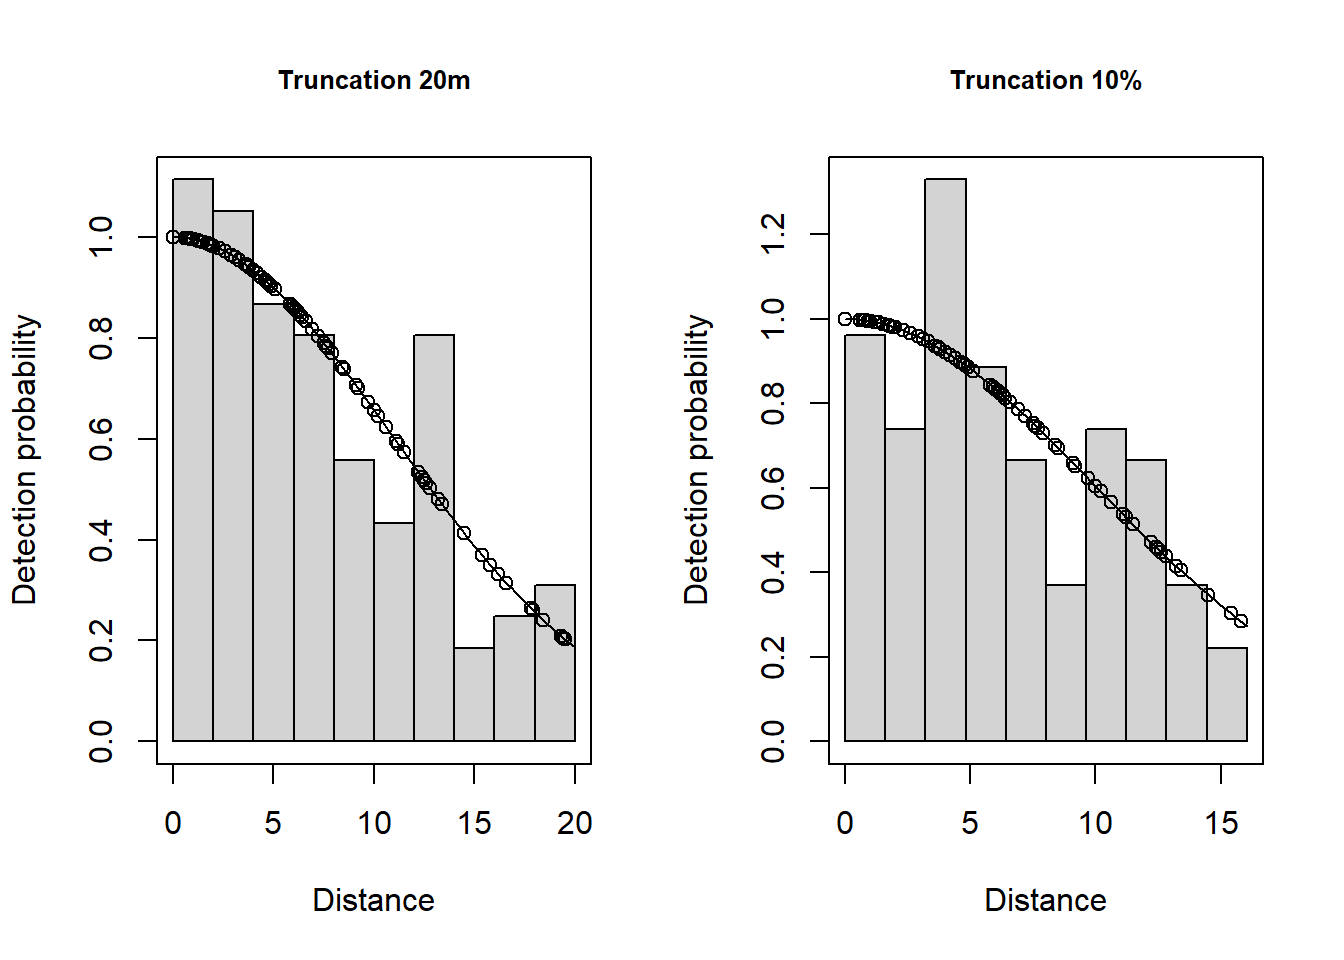 Truncation 20m
Detection probability
0.0 0.2 0.4 0.6 0.8 1.0
0 5 10 15 20
Distance
Truncation 10%
Detection probability
0.0 0.2 0.4 0.6 0.8 1.0 1.2
0 5 10 15
Distance